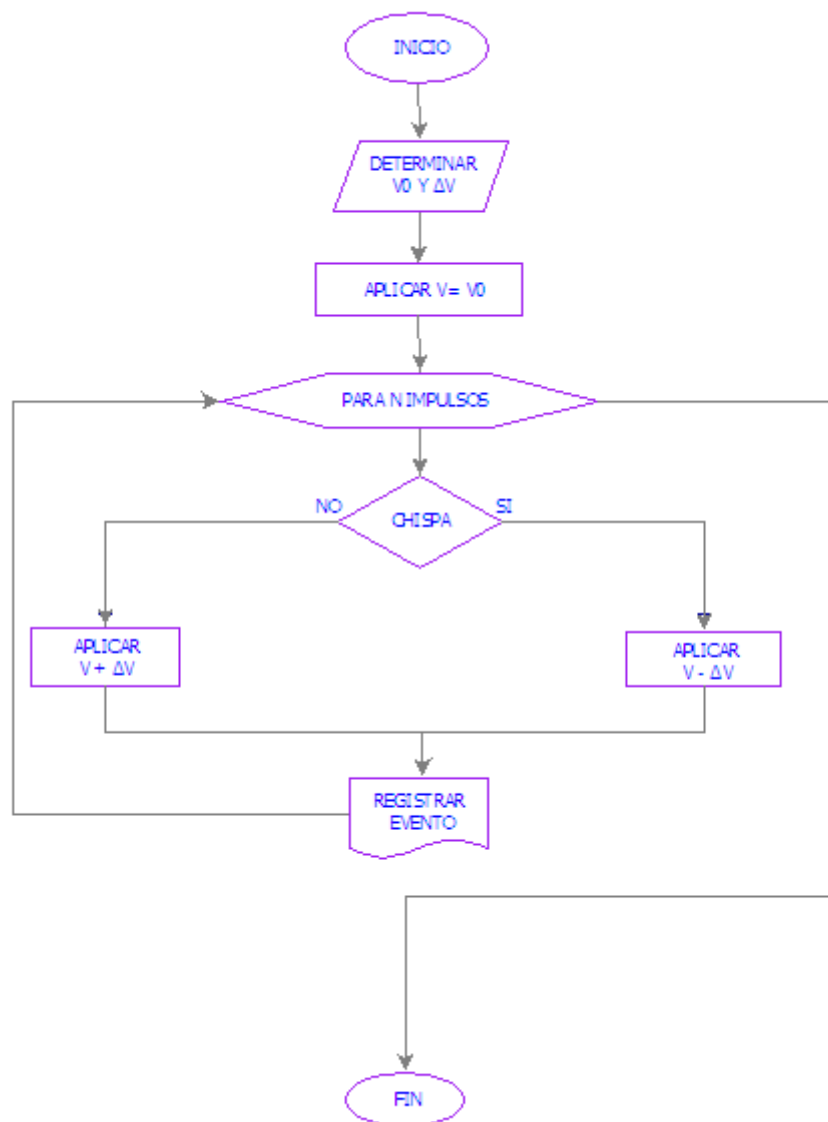 INICIO
DETERMINAR
V0 Y ΔV
APLICAR V= V0
PARA N IMPULSOS
NO
CHISPA
SI
APLICAR
V + ΔV
APLICAR
V - ΔV
REGISTRAR
EVENTO
FIN